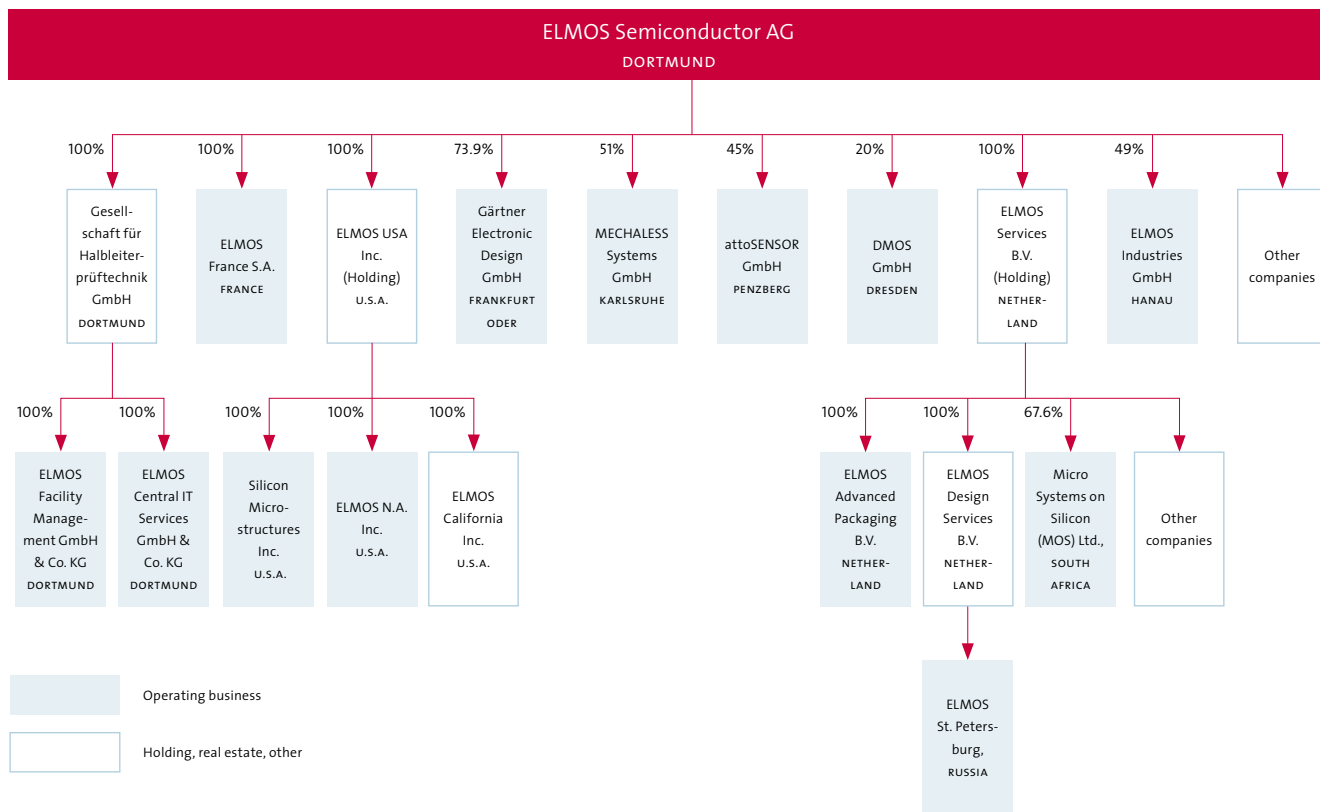 ELMOS Semiconductor AG
DORTMUND
100%
100%
100%
73.9%
51%
45%
20%
100%
49%
Gesell-
schaft für
Halbleiter-
prüftechnik
GmbH
DORTMUND
ELMOS
France S.A.
FRANCE
ELMOS USA
Inc.
(Holding)
U.S.A.
Gärtner
Electronic
Design
GmbH
FRANKFURT
ODER
MECHALESS
Systems
GmbH
KARLSRUHE
attoSENSOR
GmbH
PENZBERG
DMOS
GmbH
DRESDEN
ELMOS
Services
B.V.
(Holding)
NETHER-
LAND
ELMOS
Industries
GmbH
HANAU
Other
companies
100%
100%
100%
100%
100%
100%
100%
67.6%
ELMOS
Facility
Manage-
ment GmbH
& Co. KG
DORTMUND
ELMOS
Central IT
Services
GmbH &
Co. KG
DORTMUND
Silicon
Micro-
structures
Inc.
U.S.A.
ELMOS N.A.
Inc.
U.S.A.
ELMOS
California
Inc.
U.S.A.
ELMOS
Advanced
Packaging
B.V.
NETHER-
LAND
ELMOS
Design
Services
B.V.
NETHER-
LAND
Micro
Systems on
Silicon
(MOS) Ltd.,
SOUTH
AFRICA
Other
companies
ELMOS
St. Peters-
burg,
RUSSIA
Operating business
Holding, real estate, other